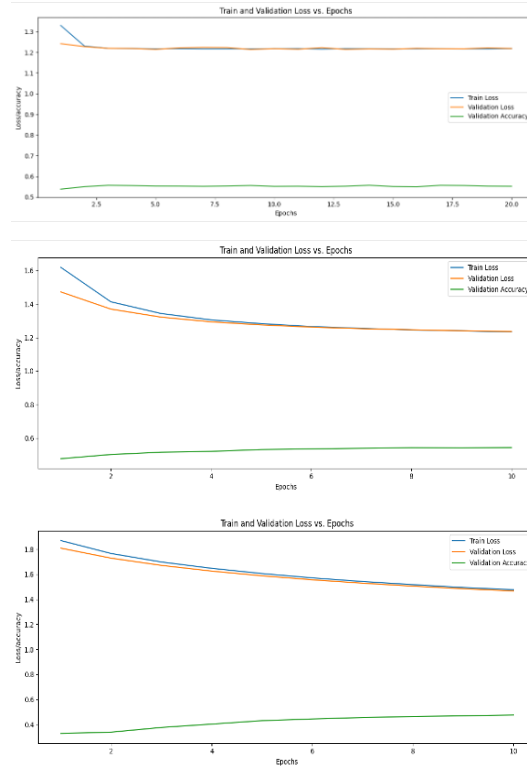 Train and Validation Loss vs. Epochs
1.3
1.2
1.1
1.0
0.9
0.8
0.7
0.6
0.5
Loss/accuracy
Train Loss
Validation Loss
Validation Accuracy
2.5 5.0 7.5 10.0 12.5 15.0 17.5 20.0
Epochs
Train and Validation Loss vs. Epochs
1.6
1.4
1.2
1.0
0.8
0.6
Loss/accuracy
Train Loss
Validation Loss
Validation Accuracy
2 4 6 8 10
Epochs
Train and Validation Loss vs. Epochs
1.8
1.6
1.4
1.2
1.0
0.8
0.6
0.4
Loss/accuracy
Train Loss
Validation Loss
Validation Accurac
2 4 6 8 10
Epochs